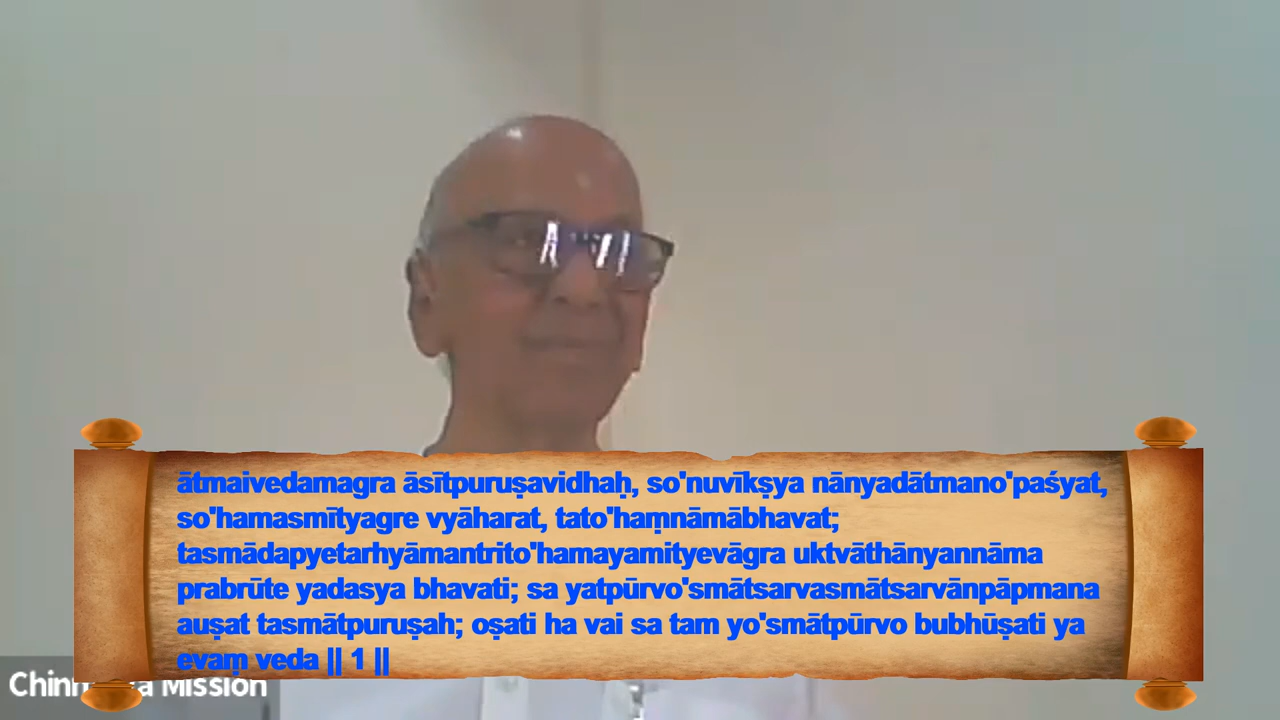 ātmaivedamagra āsītpuruṣavidhaḥ, so'nuvīkṣya nānyadātmano'paśyat,
so'hamasmītyagre vyāharat, tato'haṃnāmābhavat;
tasmādapyetarhyāmantrito'hamayamityevāgra uktvāthānyannāma
prabrūte yadasya bhavati; sa yatpūrvo'smātsarvasmātsarvānpāpmana
auṣat tasmātpuruṣah; oṣati ha vai sa tam yo'smātpūrvo bubhūṣati ya
evaṃ veda || 1 ||
Mission